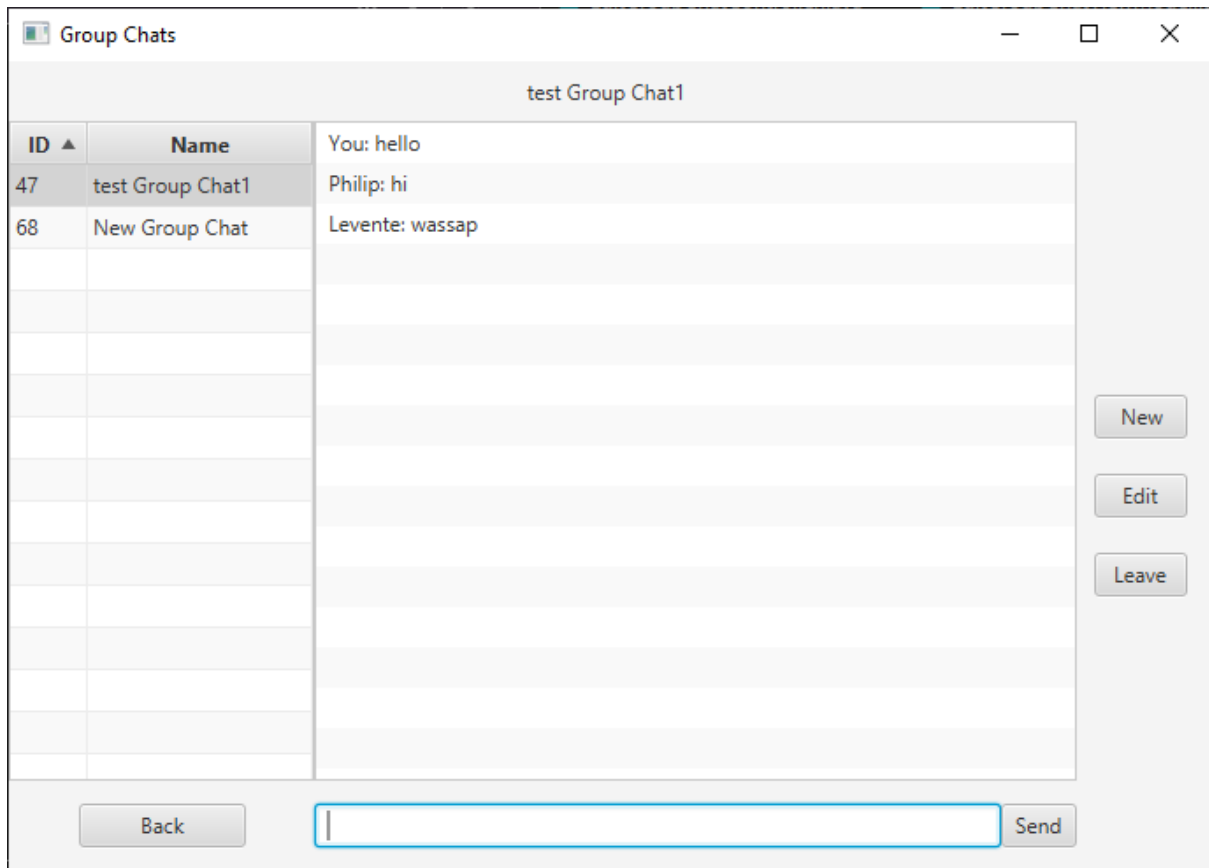 Group Chats
test Group Chat1
ID Name
47 test Group Chat1
68 New Group Chat
You: hello
Philip: hi
Levente: wassap
New
Edit
Leave
Back
Send